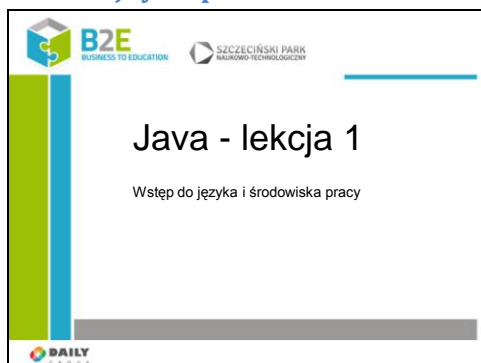 B2E
BUSINESS TO EDUCATION
SZCZECIŃSKI PARK
NAUKOWO-TECHNOLOGICZNY
Java - lekcja 1
Wstęp do języka i środowiska pracy
DAILY